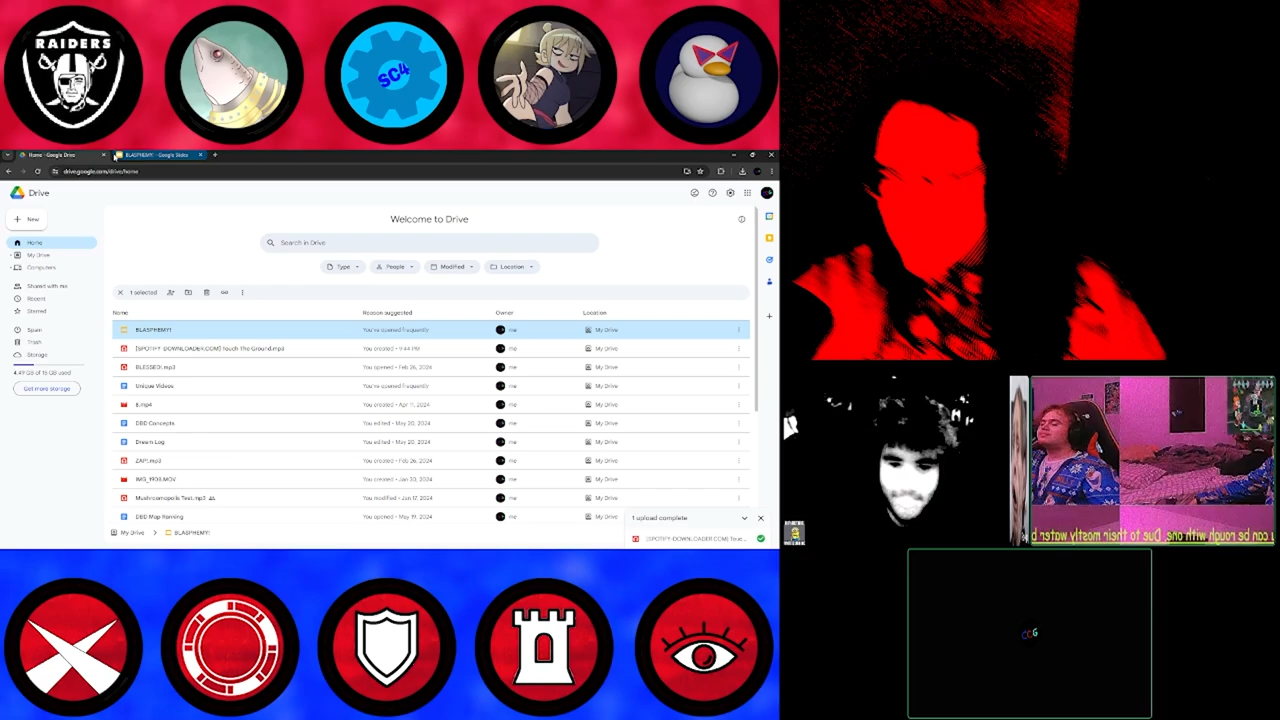 RAIDERS
SC4
Home - Google Drive
BLASPHEMY! - Google Slides
drive.google.com/drive/home
Drive
New
Home
My Drive
Computers
Shared with me
Recent
Starred
Spam
Trash
Storage
4.49 GB of 15 GB used
Get more storage
Welcome to Drive
Search in Drive
Type
People
Modified
Location
1 selected
Name Reason suggested Owner Location
BLASPHEMY! You've opened frequently me My Drive
[SPOTIFY-DOWNLOADER.COM] Touch The Ground.mp3 You created • 9:44 PM me My Drive
BLESSED!.mp3 You opened • Feb 26, 2024 me My Drive
Unique Videos You've opened frequently me My Drive
8.mp4 You created • Apr 11, 2024 me My Drive
DBD Concepts You edited • May 20, 2024 me My Drive
Dream Log You edited • May 20, 2024 me My Drive
ZAP!.mp3 You created • Feb 26, 2024 me My Drive
IMG_1908.MOV You created • Jan 30, 2024 me My Drive
Mushroomopolis Test.mp3 You modified • Jan 17, 2024 me My Drive
DBD Map Ranking You opened • May 19, 2024 me My Drive
My Drive > BLASPHEMY!
1 upload complete
u can be rough with one, Due to their mostly water b
CCG